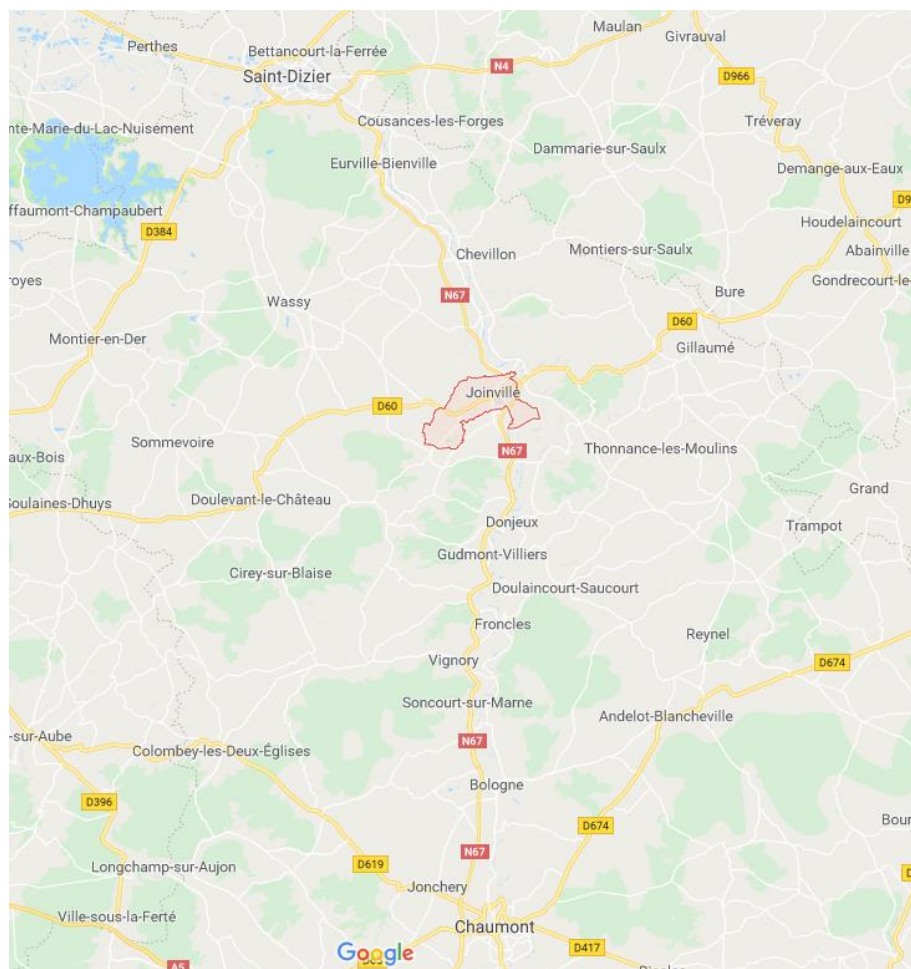 Maulan
Givrauval
Perthes
Bettancourt-la-Ferrée
N4
Saint-Dizier
D966
Cousances-les-Forges
Tréveray
nte-Marie-du-Lac-Nuisement
Dammarie-sur-Saulx
Eurville-Bienville
Demange-aux-Eaux
D9
ffaumont-Champaubert
Houdelaincourt
D384
Chevillon
Montiers-sur-Saulx
Abainville
royes
Gondrecourt-le-
N67
Bure
Wassy
D60
Montier-en-Der
Gillaumé
Joinville
D60
Sommevoire
Thonnance-les-Moulins
aux-Bois
N67
Grand
Soulaines-Dhuys
Doulevant-le-Château
Donjeux
Trampot
Gudmont-Villiers
Cirey-sur-Blaise
Doulaincourt-Saucourt
Froncles
Reynel
Vignory
D674
Soncourt-sur-Marne
Andelot-Blancheville
-sur-Aube
N67
Colombey-les-Deux-Églises
Bologne
D396
D674
Bour
N67
Longchamp-sur-Aujon
D619
Jonchery
Ville-sous-la-Ferté
Chaumont
Google
D417
A5